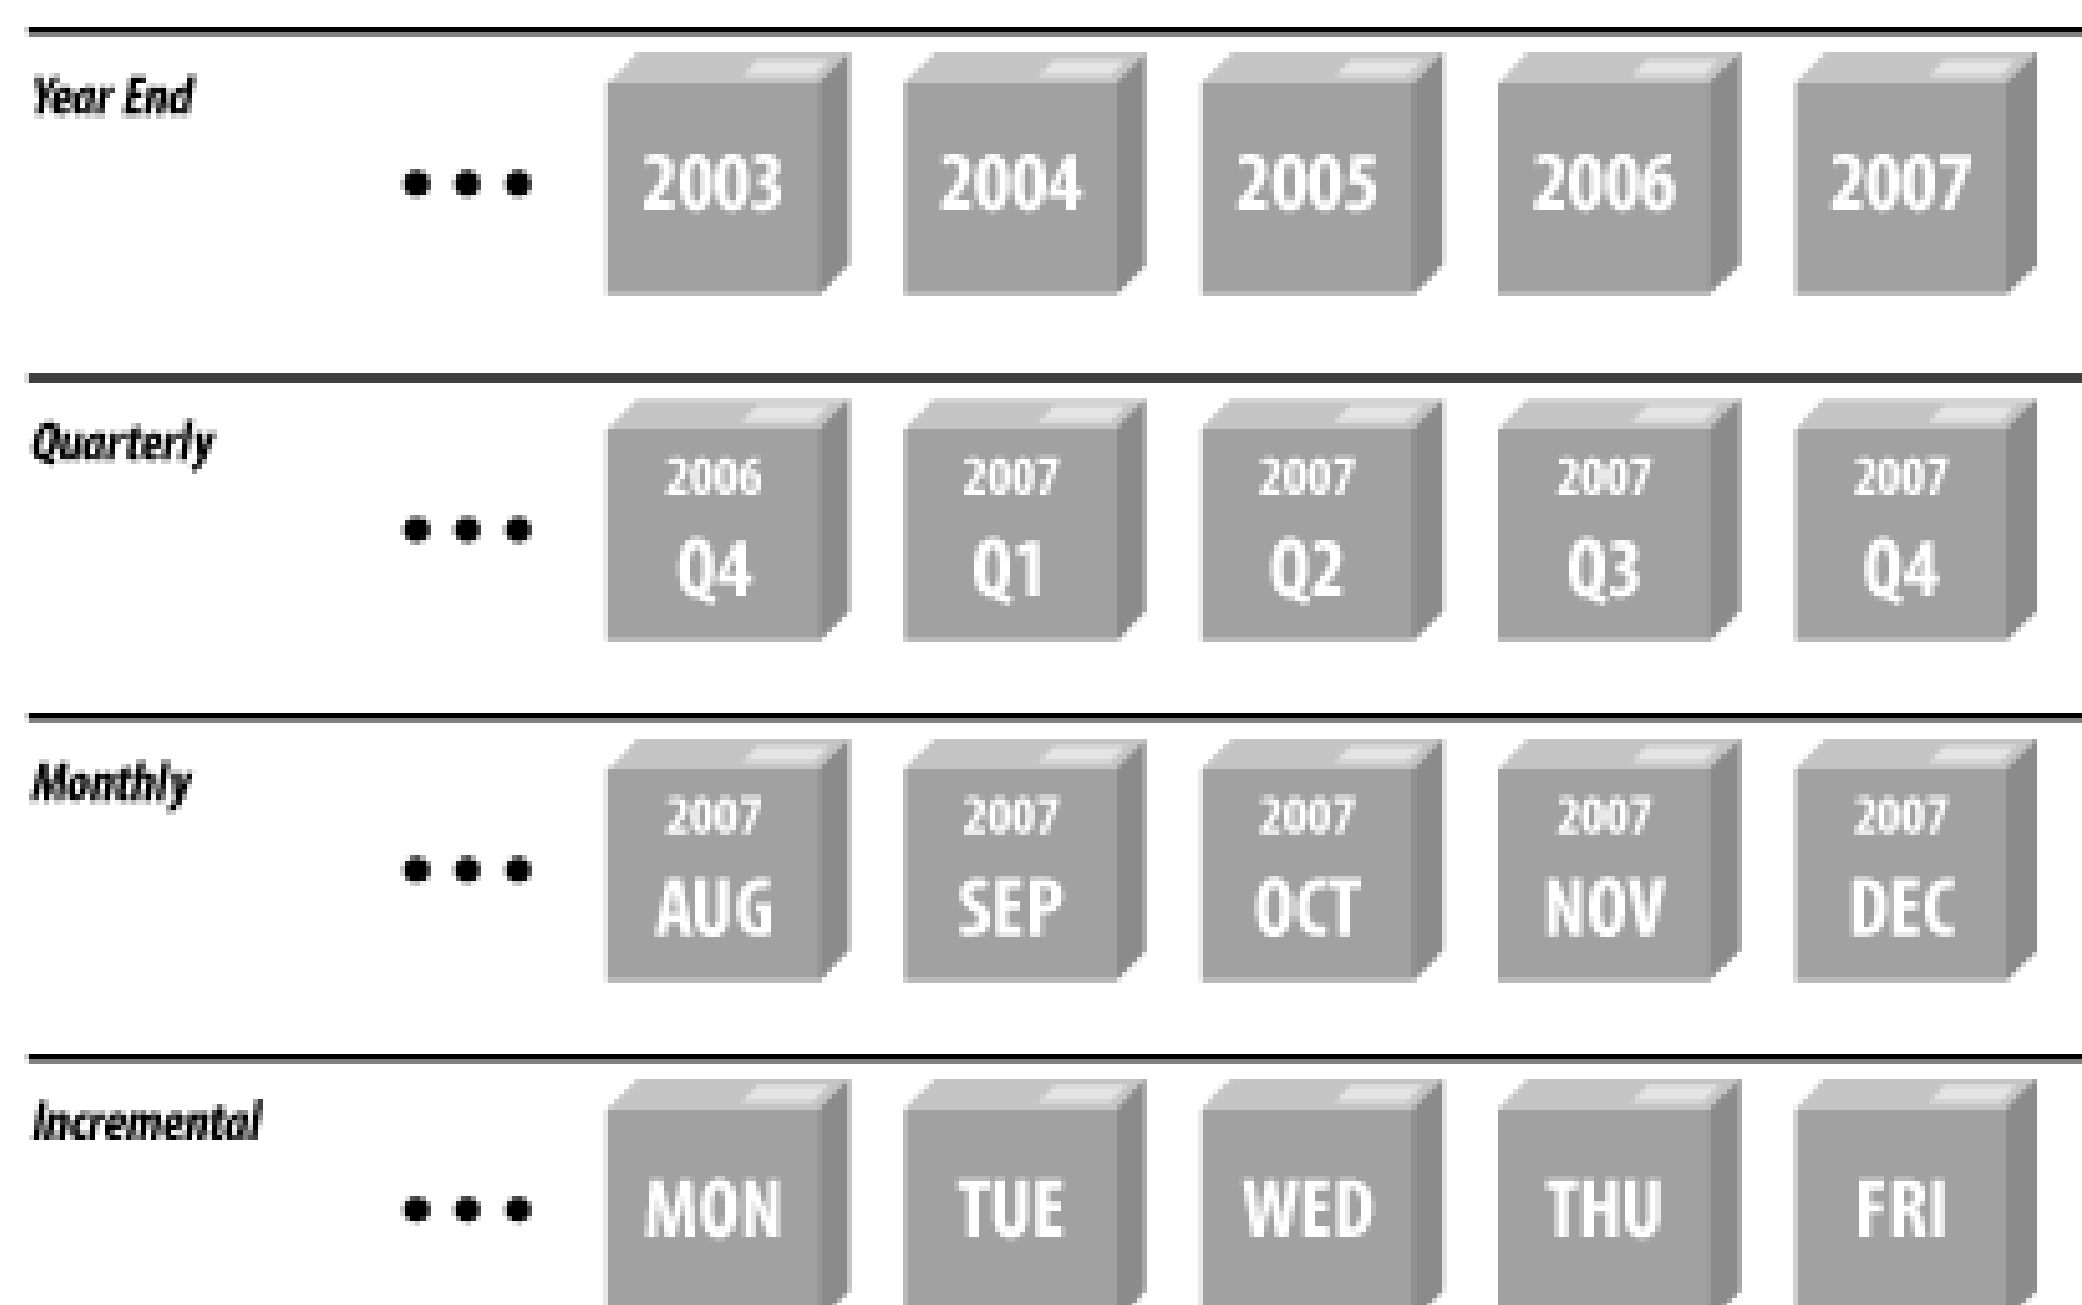 Year End
••• 2003 2004 2005 2006 2007
Quarterly
2006 2007 2007 2007 2007
••• Q4 Q1 Q2 Q3 Q4
Monthly
2007 2007 2007 2007 2007
••• AUG SEP OCT NOV DEC
Incremental
••• MON TUE WED THU FRI